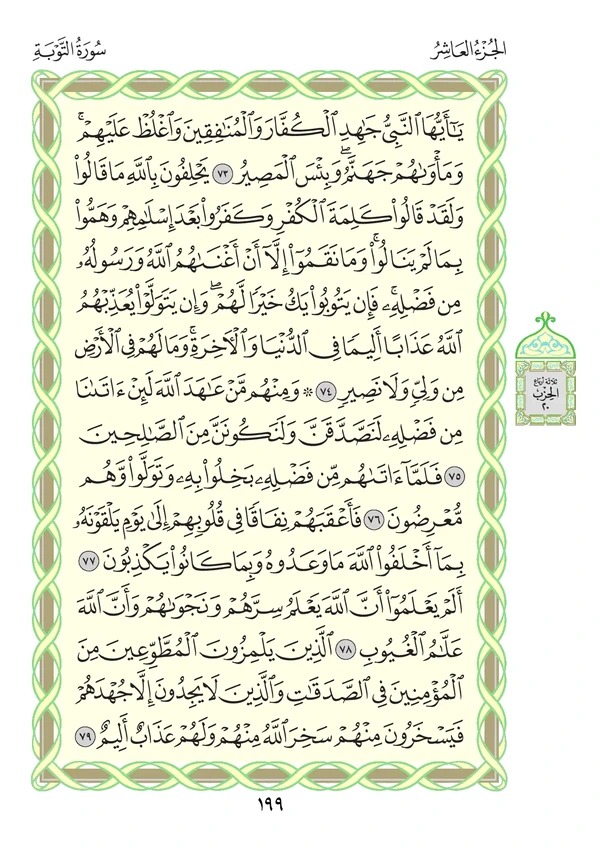 الجُزْءُ العَاشِرُ
سُورَةُ التَّوْبَةِ
يَـٰٓأَيُّهَا ٱلنَّبِىُّ جَـٰهِدِ ٱلْكُفَّارَ وَٱلْمُنَـٰفِقِينَ وَٱغْلُظْ عَلَيْهِمْ ۚ
وَمَأْوَىٰهُمْ جَهَنَّمُ ۖ وَبِئْسَ ٱلْمَصِيرُ ٧٣ يَحْلِفُونَ بِٱللَّهِ مَا قَالُوا۟
وَلَقَدْ قَالُوا۟ كَلِمَةَ ٱلْكُفْرِ وَكَفَرُوا۟ بَعْدَ إِسْلَـٰمِهِمْ وَهَمُّوا۟
بِمَا لَمْ يَنَالُوا۟ ۚ وَمَا نَقَمُوٓا۟ إِلَّآ أَنْ أَغْنَىٰهُمُ ٱللَّهُ وَرَسُولُهُۥ
مِن فَضْلِهِۦ ۚ فَإِن يَتُوبُوا۟ يَكُ خَيْرًا لَّهُمْ ۖ وَإِن يَتَوَلَّوْا۟ يُعَذِّبْهُمُ
ٱللَّهُ عَذَابًا أَلِيمًا فِى ٱلدُّنْيَا وَٱلْـَٔاخِرَةِ ۚ وَمَا لَهُمْ فِى ٱلْأَرْضِ
مِن وَلِىٍّ وَلَا نَصِيرٍ ٧٤ ۞ وَمِنْهُم مَّنْ عَـٰهَدَ ٱللَّهَ لَئِنْ ءَاتَىٰنَا
مِن فَضْلِهِۦ لَنَصَّدَّقَنَّ وَلَنَكُونَنَّ مِنَ ٱلصَّـٰلِحِينَ
٧٥ فَلَمَّآ ءَاتَىٰهُم مِّن فَضْلِهِۦ بَخِلُوا۟ بِهِۦ وَتَوَلَّوا۟ وَّهُم
مُّعْرِضُونَ ٧٦ فَأَعْقَبَهُمْ نِفَاقًا فِى قُلُوبِهِمْ إِلَىٰ يَوْمِ يَلْقَوْنَهُۥ
بِمَآ أَخْلَفُوا۟ ٱللَّهَ مَا وَعَدُوهُ وَبِمَا كَانُوا۟ يَكْذِبُونَ ٧٧
أَلَمْ يَعْلَمُوٓا۟ أَنَّ ٱللَّهَ يَعْلَمُ سِرَّهُمْ وَنَجْوَىٰهُمْ وَأَنَّ ٱللَّهَ
عَلَّـٰمُ ٱلْغُيُوبِ ٧٨ ٱلَّذِينَ يَلْمِزُونَ ٱلْمُطَّوِّعِينَ مِنَ
ٱلْمُؤْمِنِينَ فِى ٱلصَّدَقَـٰتِ وَٱلَّذِينَ لَا يَجِدُونَ إِلَّا جُهْدَهُمْ
فَيَسْخَرُونَ مِنْهُمْ سَخِرَ ٱللَّهُ مِنْهُمْ وَلَهُمْ عَذَابٌ أَلِيمٌ ٧٩
ثلاثة أرباع
الحزب
٢٠
١٩٩